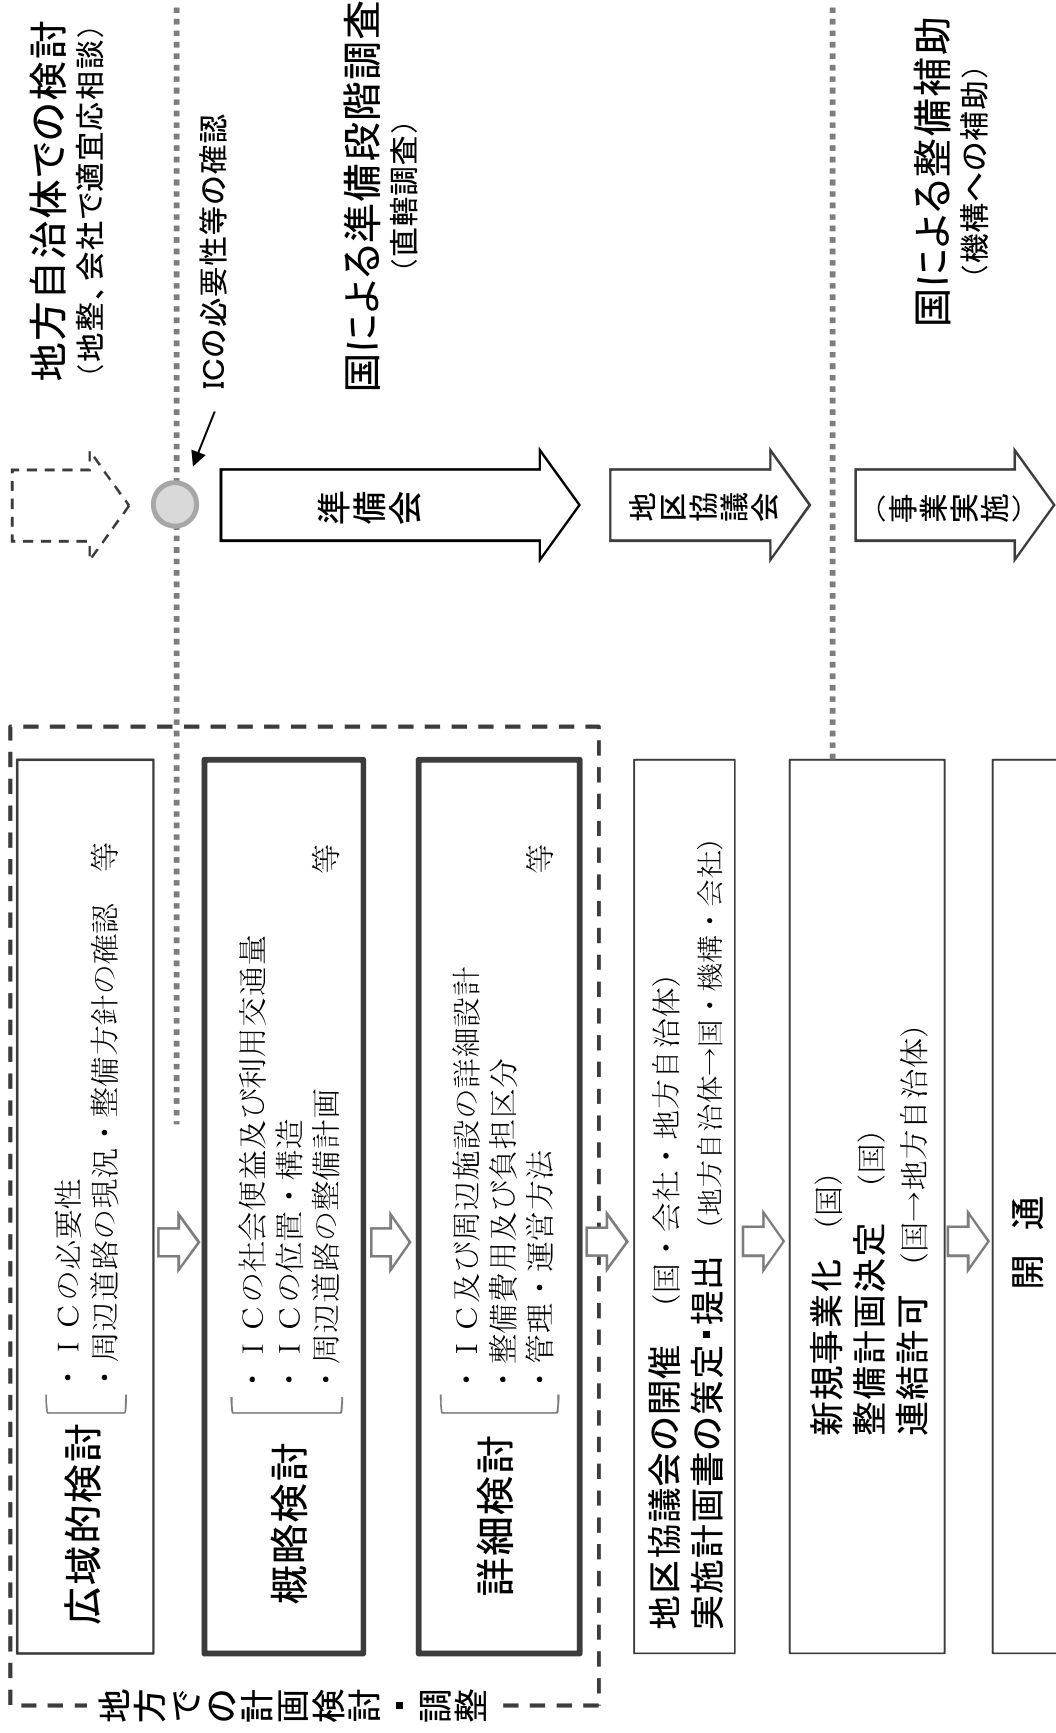 地方での計画検討・調整
広域的検討
・ＩＣの必要性
・周辺道路の現況・整備方針の確認　等
概略検討
・ＩＣの社会便益及び利用交通量
・ＩＣの位置・構造
・周辺道路の整備計画　等
詳細検討
・ＩＣ及び周辺施設の詳細設計
・整備費用及び負担区分
・管理・運営方法　等
地区協議会の開催　（国・会社・地方自治体）
実施計画書の策定・提出　（地方自治体→国・機構・会社）
新規事業化　（国）
整備計画決定　（国）
連結許可　（国→地方自治体）
開　通
準備会
地区協議会
（事業実施）
地方自治体での検討
（地整、会社で適宜応相談）
ICの必要性等の確認
国による準備段階調査
（直轄調査）
国による整備補助
（機構への補助）